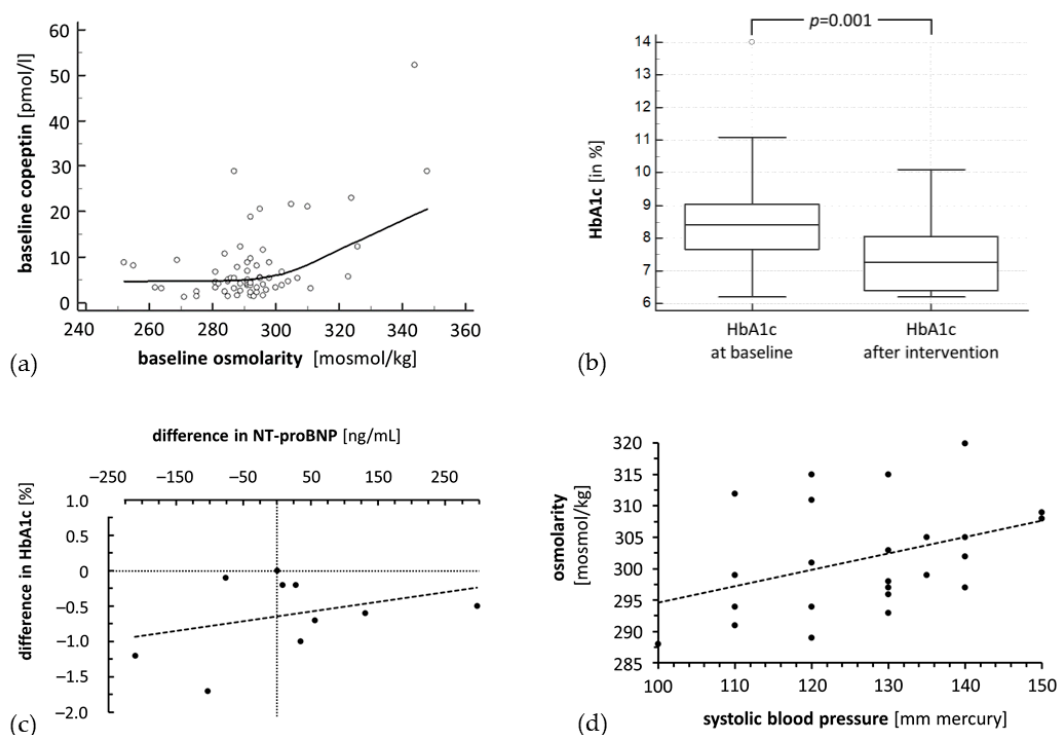 60
50
40
30
20
10
0
240 260 280 300 320 340 360
baseline copeptin [pmol/l]
baseline osmolarity [mosmol/kg]
(a)
p=0.001
14
13
12
11
10
9
8
7
6
HbA1c [in %]
HbA1c HbA1c
at baseline after intervention
(b)
difference in NT-proBNP [ng/mL]
−250 −150 −50 50 150 250
1.0
0.5
0
−0.5
−1.0
−1.5
−2.0
difference in HbA1c [%]
(c)
320
315
310
305
300
295
290
285
100 110 120 130 140 150
osmolarity
[mosmol/kg]
systolic blood pressure [mm mercury]
(d)